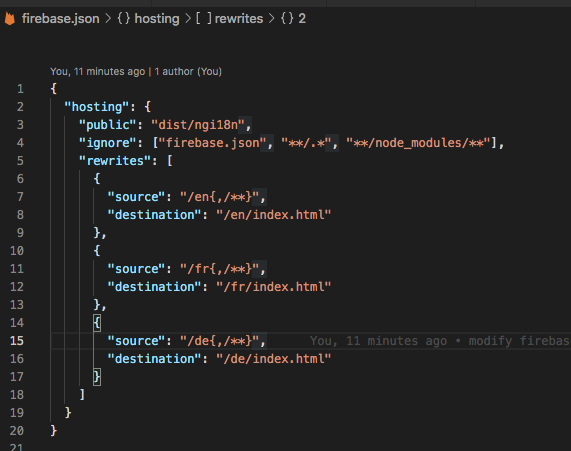 firebase.json > {} hosting > [ ] rewrites > {} 2
You, 11 minutes ago | 1 author (You)
1 {
2 "hosting": {
3 "public": "dist/ngi18n",
4 "ignore": ["firebase.json", "**/.*", "**/node_modules/**"],
5 "rewrites": [
6 {
7 "source": "/en{,/**}",
8 "destination": "/en/index.html"
9 },
10 {
11 "source": "/fr{,/**}",
12 "destination": "/fr/index.html"
13 },
14 {
15 "source": "/de{,/**}", You, 11 minutes ago • modify firebas
16 "destination": "/de/index.html"
17 }
18 ]
19 }
20 }
21